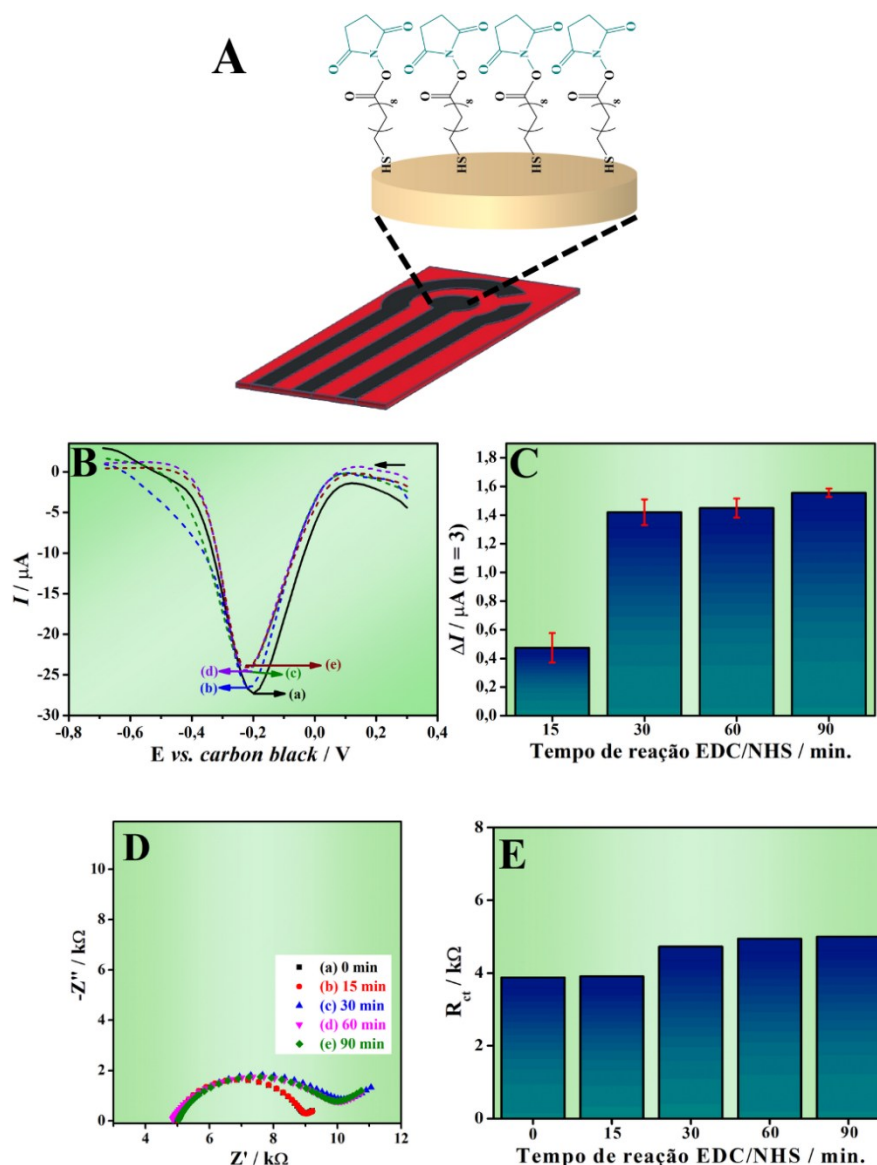 A
O O O O O O O O
N N N N
O O O O
O O O O
8 8 8 8
HS HS HS HS
B
I / µA
0
-5
-10
-15
-20
-25
-30
(d)
(e)
(c)
(b)
(a)
-0,8 -0,6 -0,4 -0,2 0,0 0,2 0,4
E vs. carbon black / V
C
ΔI / µA (n = 3)
1,8
1,6
1,4
1,2
1,0
0,8
0,6
0,4
0,2
0,0
15 30 60 90
Tempo de reação EDC/NHS / min.
D
-Z'' / kΩ
10
8
6
4
2
0
(a) 0 min
(b) 15 min
(c) 30 min
(d) 60 min
(e) 90 min
4 6 8 10 12
Z' / kΩ
E
Rct / kΩ
8
6
4
2
0
0 15 30 60 90
Tempo de reação EDC/NHS / min.